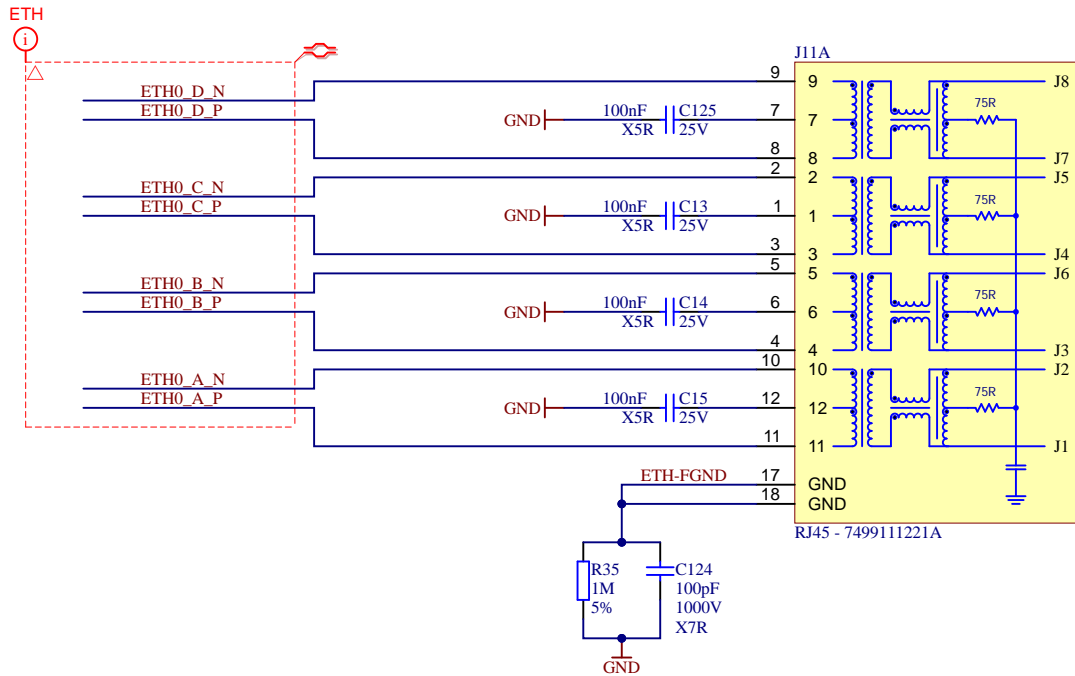 ETH
i
J11A
ETH0_D_N
ETH0_D_P
GND
100nF
X5R
C125
25V
9
7
8
9
7
8
75R
J8
J7
ETH0_C_N
ETH0_C_P
GND
100nF
X5R
C13
25V
2
1
3
2
1
3
75R
J5
J4
ETH0_B_N
ETH0_B_P
GND
100nF
X5R
C14
25V
5
6
4
5
6
4
75R
J6
J3
ETH0_A_N
ETH0_A_P
GND
100nF
X5R
C15
25V
10
12
11
10
12
11
75R
J2
J1
ETH-FGND
17
18
GND
GND
RJ45 - 7499111221A
R35
1M
5%
C124
100pF
1000V
X7R
GND